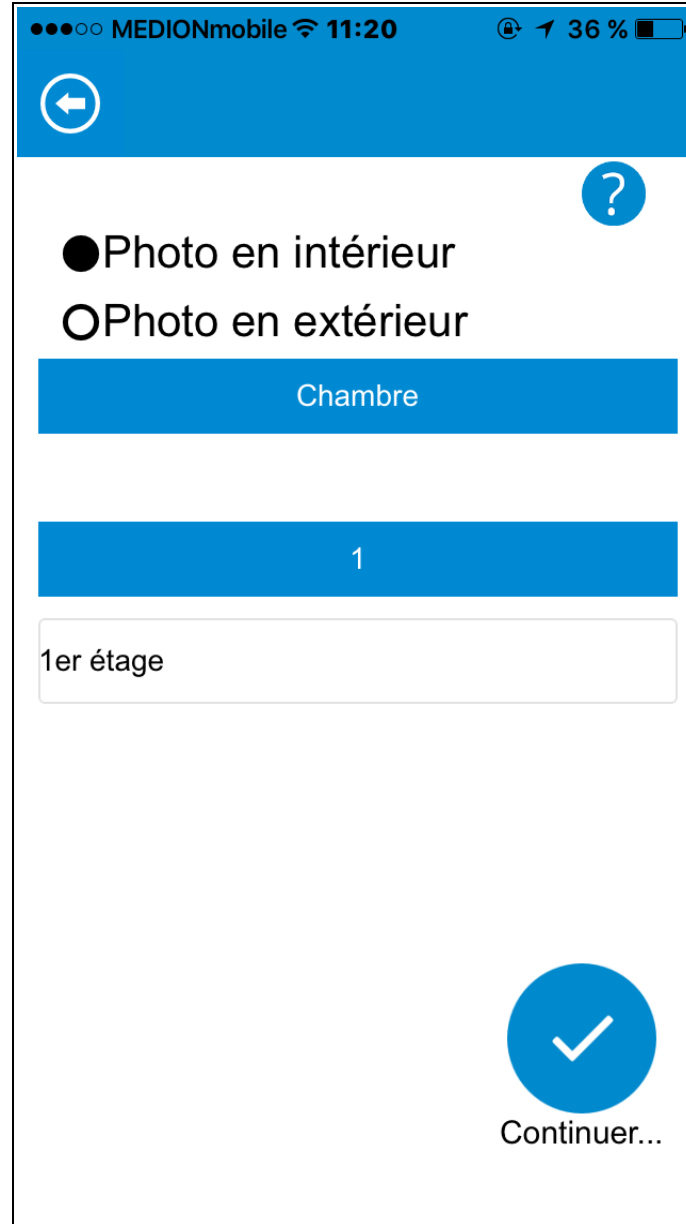 MEDIONmobile 11:20 36 %
?
Photo en intérieur
Photo en extérieur
Chambre
1
1er étage
Continuer...